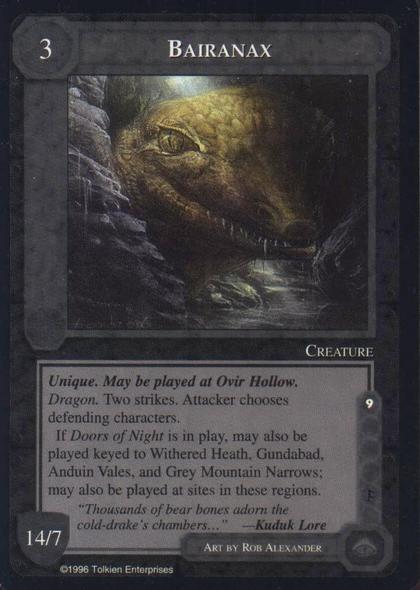 3
BAIRANAX
CREATURE
Unique. May be played at Ovir Hollow.
Dragon. Two strikes. Attacker chooses
defending characters.
If Doors of Night is in play, may also be
played keyed to Withered Heath, Gundabad,
Anduin Vales, and Grey Mountain Narrows;
may also be played at sites in these regions.
"Thousands of bear bones adorn the
cold-drake's chambers…" —Kuduk Lore
9
14/7
ART BY ROB ALEXANDER
©1996 Tolkien Enterprises